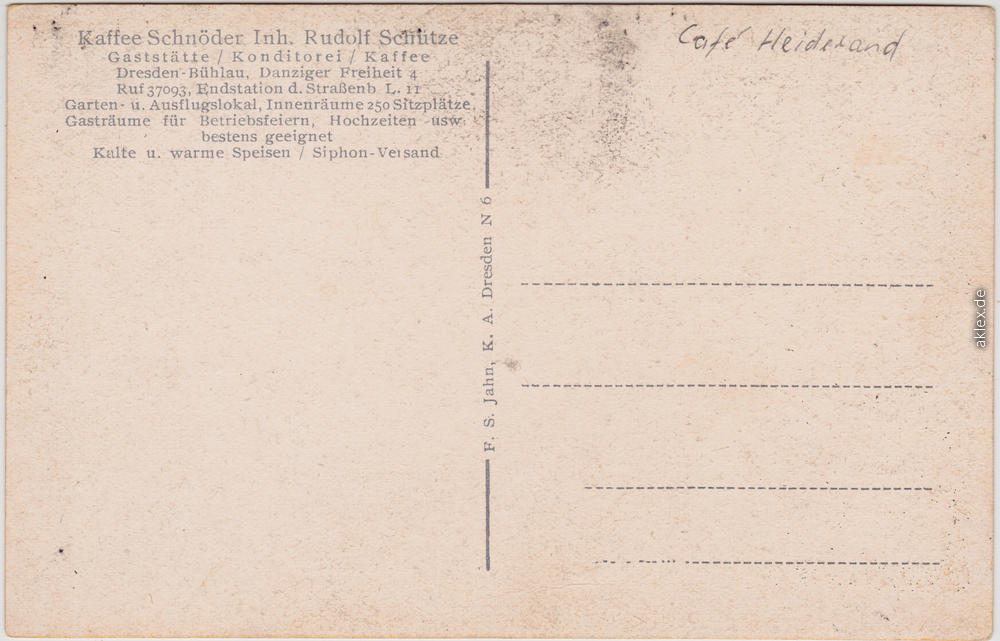 Kaffee Schnöder Inh. Rudolf Schütze
Gaststätte / Konditorei / Kaffee
Dresden-Bühlau, Danziger Freiheit 4
Ruf 37093, Endstation d. Straßenb L. 11
Garten- u. Ausflugslokal, Innenräume 250 Sitzplätze,
Gasträume für Betriebsfeiern, Hochzeiten usw.
bestens geeignet
Kalte u. warme Speisen / Siphon-Versand
Café Heiderand
F. S. Jahn, K. A. Dresden N 6
aklex.de